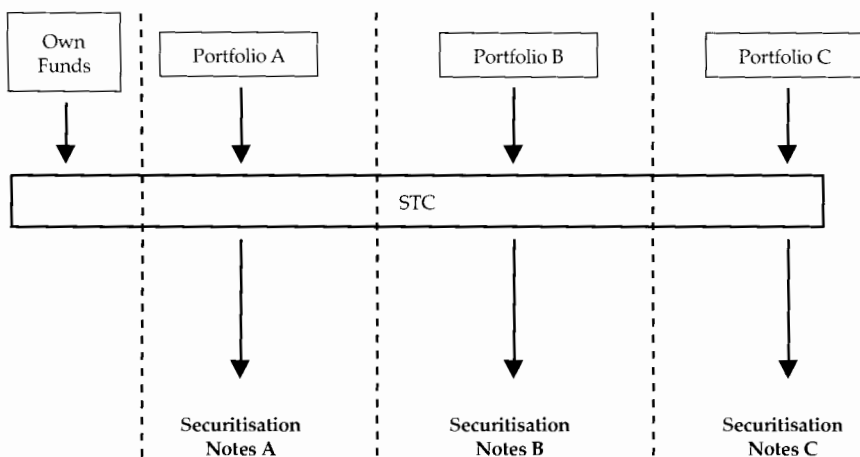 Own
Funds
Portfolio A
Portfolio B
Portfolio C
STC
Securitisation
Notes A
Securitisation
Notes B
Securitisation
Notes C